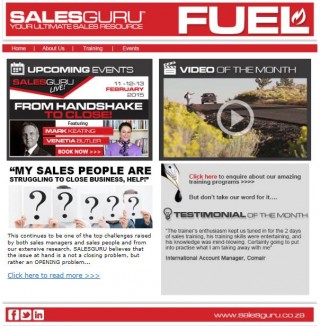 SALESGURU
YOUR ULTIMATE SALES RESOURCE
FUEL
Home | About Us | Training | Events
UPCOMING EVENTS
SALESGURU
LIVE!
11 -12-13
FEBRUARY
2015
FROM HANDSHAKE
TO CLOSE!
Featuring
MARK KEATING
VENETIA BUTLER
BOOK NOW >>>
VIDEO OF THE MONTH
"MY SALES PEOPLE ARE
STRUGGLING TO CLOSE BUSINESS, HELP!"
? ? ? ? ?
This continues to be one of the top challenges raised
by both sales managers and sales people and from
our extensive research, SALESGURU believes that
the issue at hand is not a closing problem, but
rather an OPENING problem...
Click here to read more >>>
Click here to enquire about our amazing
training programs >>>>
But don't take our word for it....
TESTIMONIAL OF THE MONTH
"The trainer's enthusiasm kept us tuned in for the 2 days
of sales training, his training skills were entertaining, and
his knowledge was mind-blowing. Certainly going to put
into practise what I am taking away with me!"
International Account Manager, Comair
www.salesguru.co.za